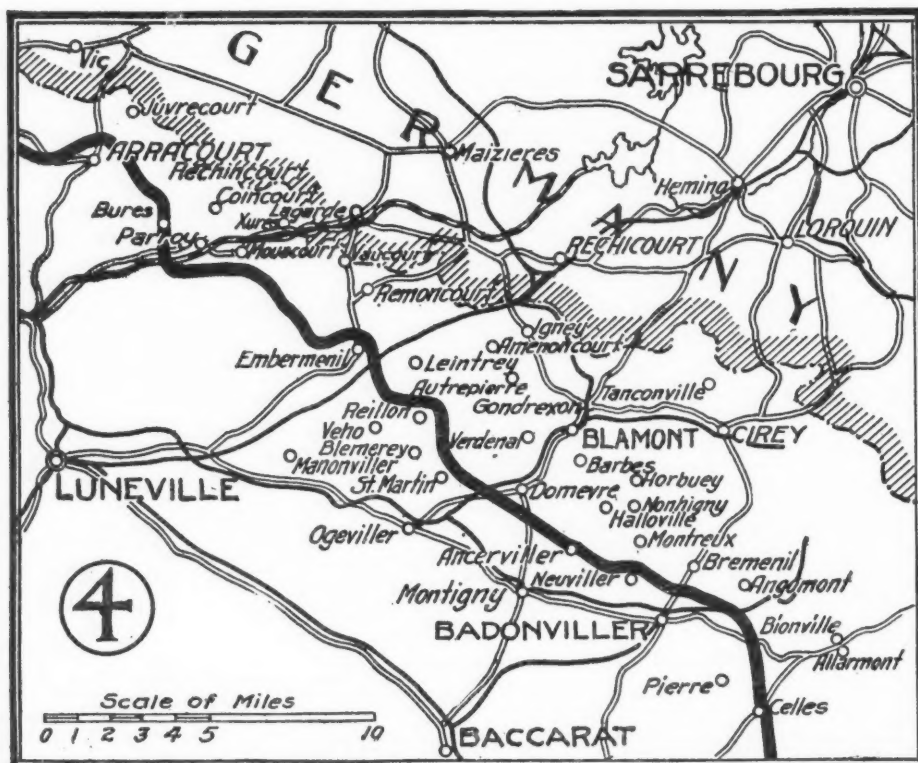 GERMANY
Vic
SARREBOURG
Juvrecourt
ARRACOURT
Maizieres
Rechincourt
Heming
Coincourt
Lagarde
Bures
Xures
LORQUIN
Parroy
Mouacourt
Vaucourt
RECHICOURT
Remoncourt
Igney
Amenoncourt
Embermenil
Leintrey
Autrepierre
Tanconville
Gondrexon
Reillon
Veho
Verdenal
BLAMONT
CIREY
Blemerey
Barbes
Manonviller
Horbuey
LUNEVILLE
St. Martin
Domevre
Nonhigny
Halloville
Ogeviller
Montreux
Ancerviller
Bremenil
Neuviller
Angomont
4
Montigny
BADONVILLER
Bionville
Allarmont
Pierre
Scale of Miles
Celles
0 1 2 3 4 5 10
BACCARAT